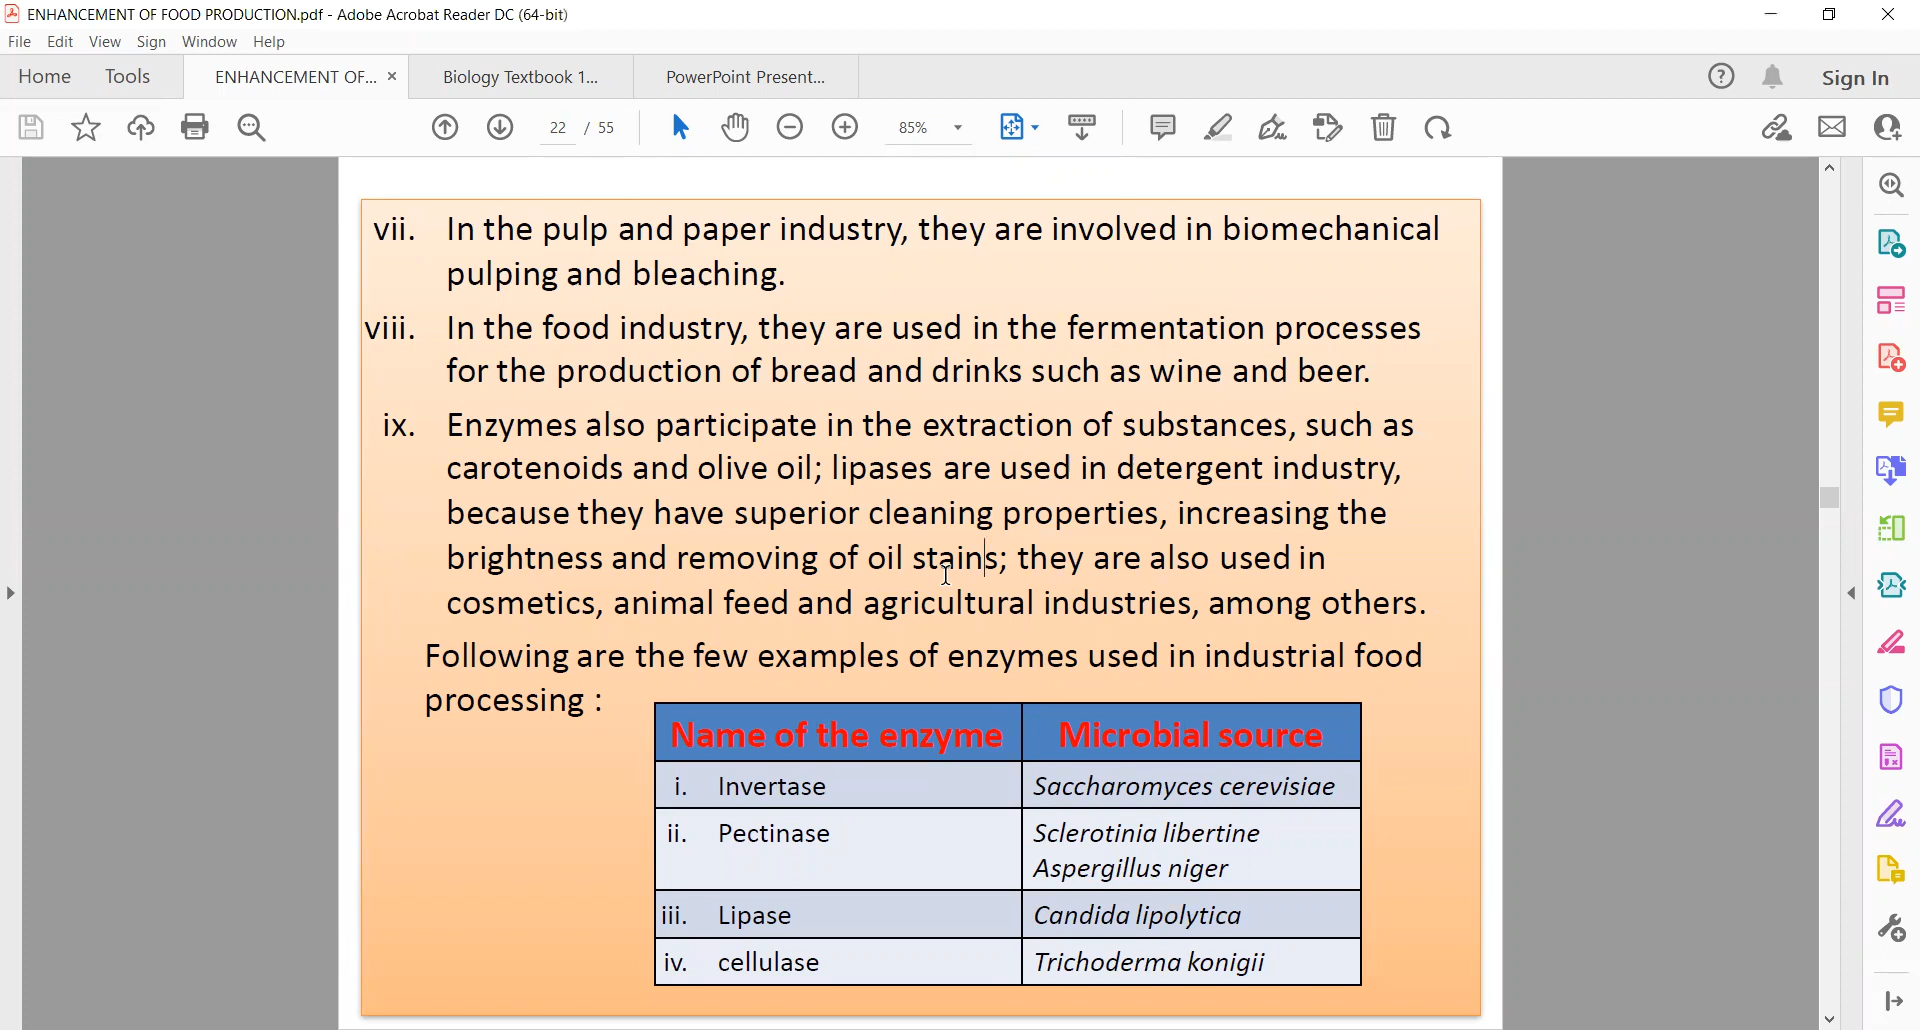 ENHANCEMENT OF FOOD PRODUCTION.pdf - Adobe Acrobat Reader DC (64-bit)
File Edit View Sign Window Help
Home Tools ENHANCEMENT OF... × Biology Textbook 1... PowerPoint Present... Sign In
22 / 55 85%
vii. In the pulp and paper industry, they are involved in biomechanical
pulping and bleaching.
viii. In the food industry, they are used in the fermentation processes
for the production of bread and drinks such as wine and beer.
ix. Enzymes also participate in the extraction of substances, such as
carotenoids and olive oil; lipases are used in detergent industry,
because they have superior cleaning properties, increasing the
brightness and removing of oil stains; they are also used in
cosmetics, animal feed and agricultural industries, among others.
Following are the few examples of enzymes used in industrial food
processing :
Name of the enzyme Microbial source
i. Invertase Saccharomyces cerevisiae
ii. Pectinase Sclerotinia libertine
Aspergillus niger
iii. Lipase Candida lipolytica
iv. cellulase Trichoderma konigii